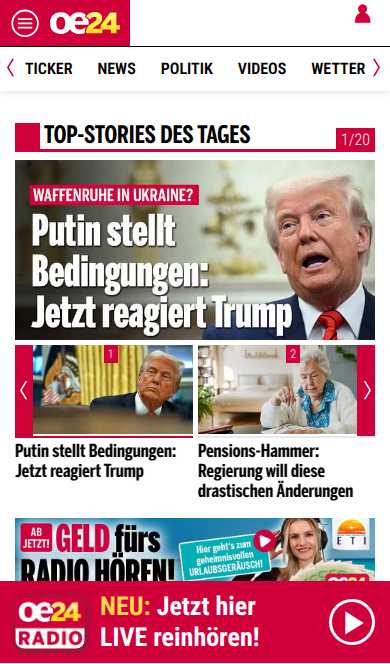 oe24
TICKER NEWS POLITIK VIDEOS WETTER
TOP-STORIES DES TAGES
1/20
WAFFENRUHE IN UKRAINE?
Putin stellt
Bedingungen:
Jetzt reagiert Trump
1
2
Putin stellt Bedingungen:
Jetzt reagiert Trump
Pensions-Hammer:
Regierung will diese
drastischen Änderungen
AB
JETZT!
GELD fürs
RADIO HÖREN!
Hier geht's zum
geheimnisvollen
URLAUBSGERÄUSCH!
ETI
oe24
oe24
RADIO
NEU: Jetzt hier
LIVE reinhören!